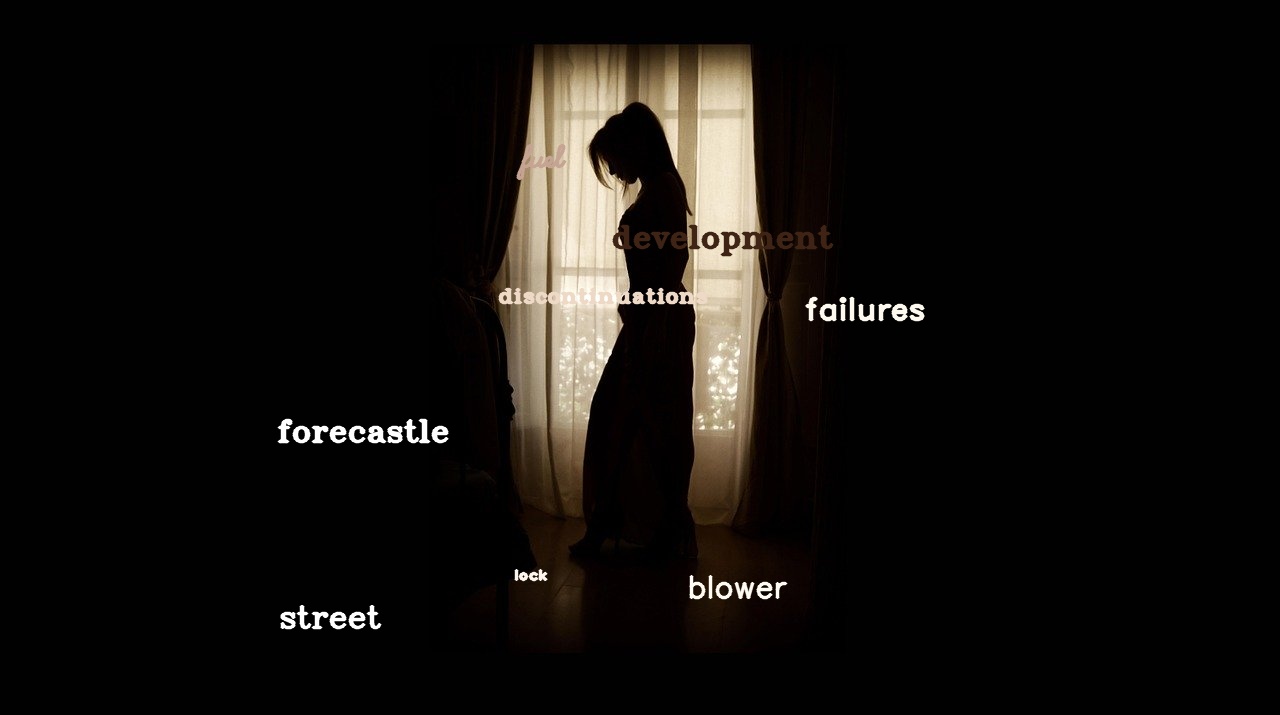 fuel
development
discontinuations
failures
forecastle
lock
blower
street